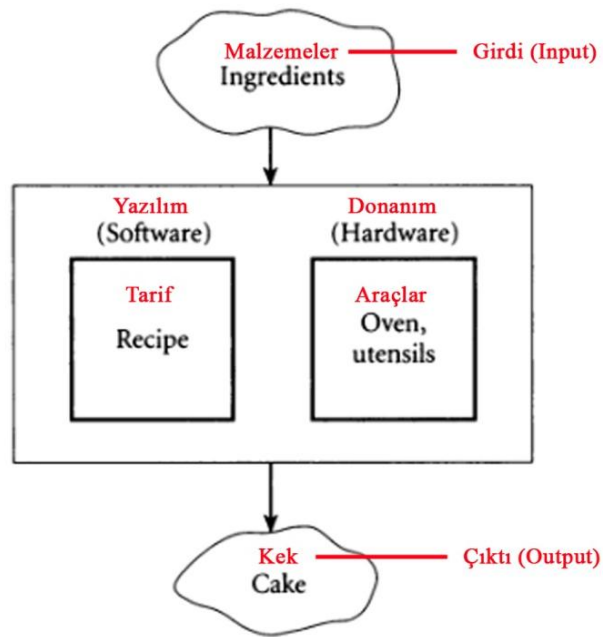 Malzemeler Girdi (Input)
Ingredients
Yazılım
(Software)
Tarif
Recipe
Donanım
(Hardware)
Araçlar
Oven,
utensils
Kek Çıktı (Output)
Cake